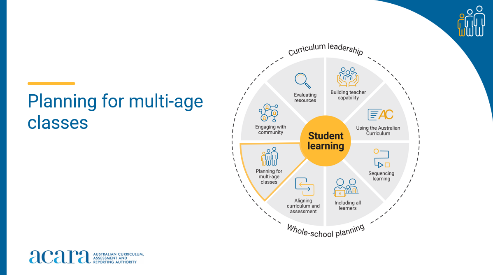 Planning for multi-age
classes
Curriculum leadership
Evaluating
resources
Building teacher
capability
Engaging with
community
AC
Using the Australian
Curriculum
Student
learning
Planning for
multi-age
classes
Sequencing
learning
Aligning
curriculum and
assessment
Including all
learners
Whole-school planning
acara
AUSTRALIAN CURRICULUM,
ASSESSMENT AND
REPORTING AUTHORITY